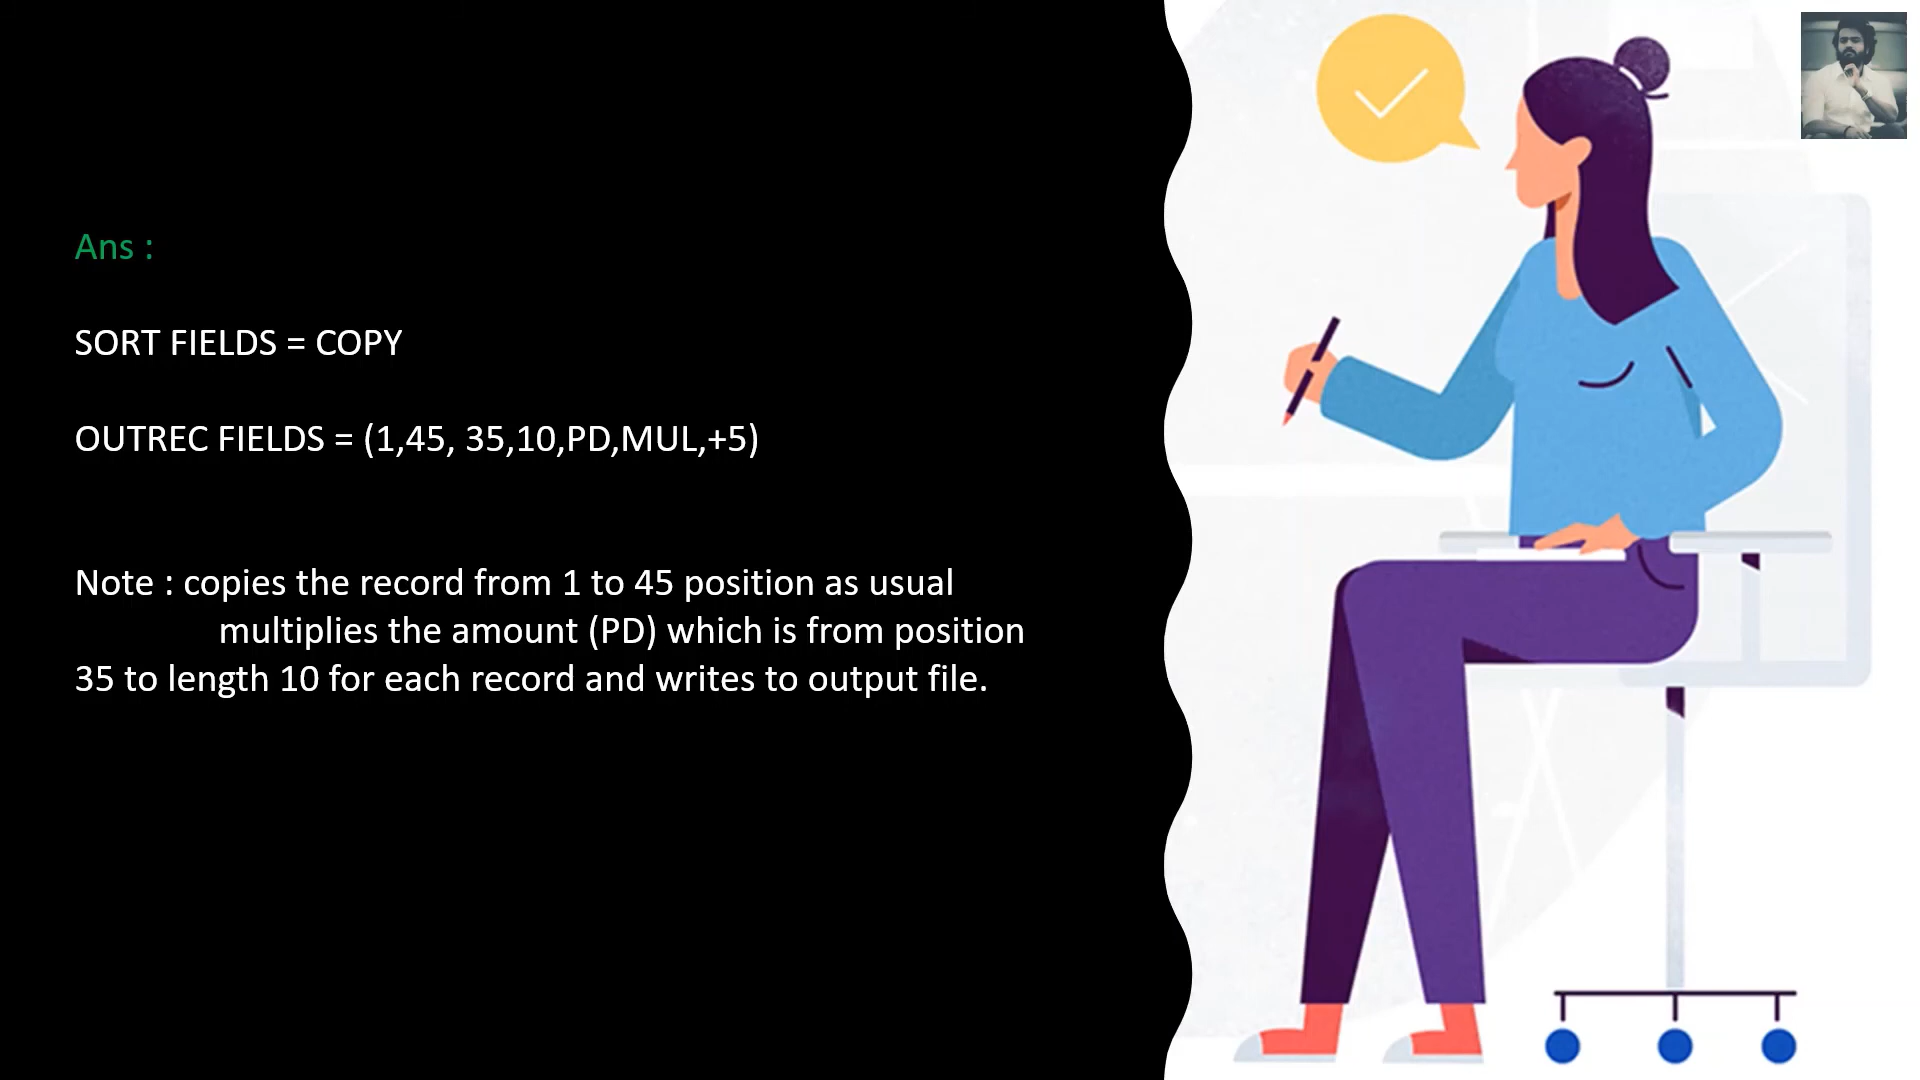 Ans :
SORT FIELDS = COPY
OUTREC FIELDS = (1,45, 35,10,PD,MUL,+5)
Note : copies the record from 1 to 45 position as usual
multiplies the amount (PD) which is from position
35 to length 10 for each record and writes to output file.